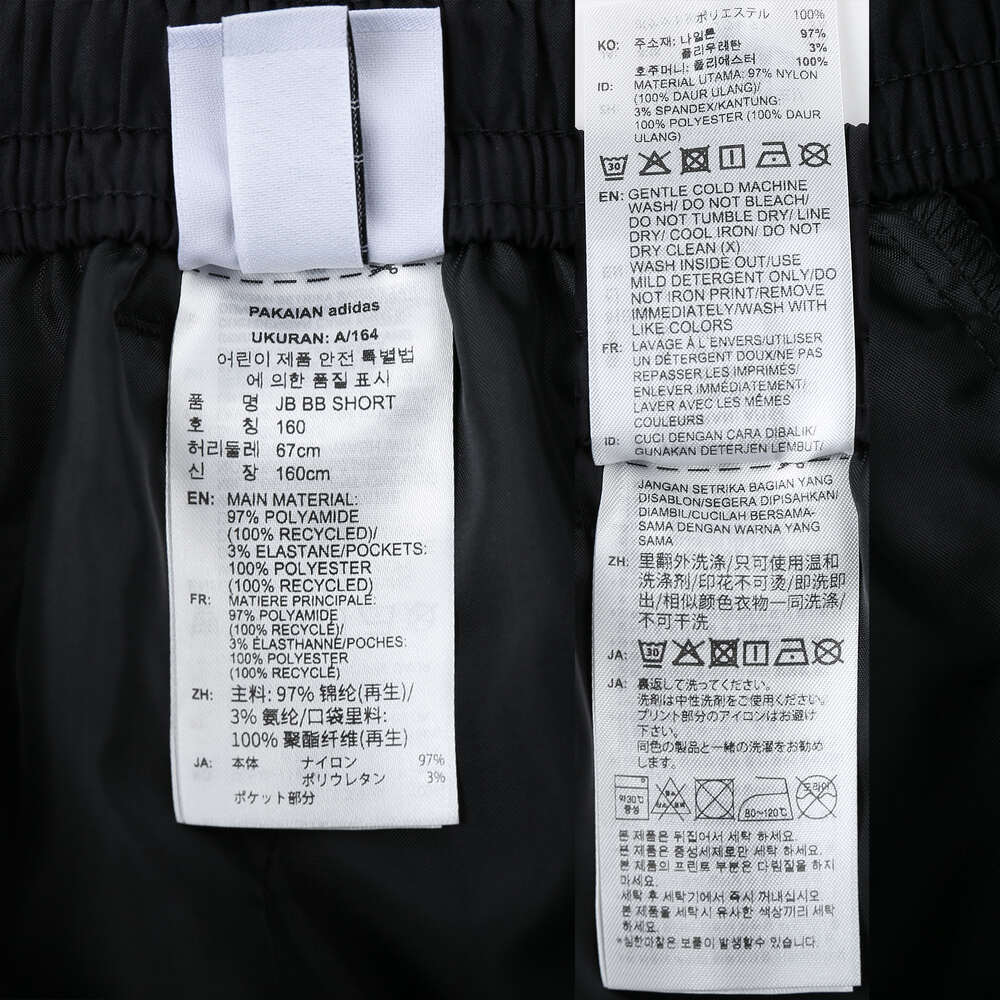 PAKAIAN adidas
UKURAN: A/164
어린이 제품 안전 특별법
에 의한 품질 표시
품 명 JB BB SHORT
호 칭 160
허리둘레 67cm
신 장 160cm
EN: MAIN MATERIAL:
97% POLYAMIDE
(100% RECYCLED)/
3% ELASTANE/POCKETS:
100% POLYESTER
(100% RECYCLED)
FR: MATIERE PRINCIPALE:
97% POLYAMIDE
(100% RECYCLÉ)/
3% ÉLASTHANNE/POCHES:
100% POLYESTER
(100% RECYCLÉ)
ZH: 主料: 97% 锦纶(再生)/
3% 氨纶/口袋里料:
100% 聚酯纤维(再生)
JA: 本体 ナイロン 97%
ポリウレタン 3%
ポケット部分
ポリエステル 100%
KO: 주소재: 나일론 97%
폴리우레탄 3%
호주머니: 폴리에스터 100%
ID: MATERIAL UTAMA: 97% NYLON
(100% DAUR ULANG)/
3% SPANDEX/KANTUNG:
100% POLYESTER (100% DAUR
ULANG)
30
EN: GENTLE COLD MACHINE
WASH/ DO NOT BLEACH/
DO NOT TUMBLE DRY/ LINE
DRY/ COOL IRON/ DO NOT
DRY CLEAN (X)
WASH INSIDE OUT/USE
MILD DETERGENT ONLY/DO
NOT IRON PRINT/REMOVE
IMMEDIATELY/WASH WITH
LIKE COLORS
FR: LAVAGE À L'ENVERS/UTILISER
UN DÉTERGENT DOUX/NE PAS
REPASSER LES IMPRIMÉS/
ENLEVER IMMÉDIATEMENT/
LAVER AVEC LES MÊMES
COULEURS
ID: CUCI DENGAN CARA DIBALIK/
GUNAKAN DETERJEN LEMBUT/
JANGAN SETRIKA BAGIAN YANG
DISABLON/SEGERA DIPISAHKAN/
DIAMBIL/CUCILAH BERSAMA-
SAMA DENGAN WARNA YANG
SAMA
ZH: 里翻外洗涤/只可使用温和
洗涤剂/印花不可烫/即洗即
出/相似颜色衣物一同洗涤/
不可干洗
JA: 30
JA: 裏返して洗ってください。
洗剤は中性洗剤をご使用ください。
プリント部分のアイロンはお避け
下さい。
同色の製品と一緒の洗濯をお勧め
します。
약30℃
중성
80~120℃
드라이
본 제품은 뒤집어서 세탁 하세요.
본 제품은 중성세제로만 세탁 하세요.
본 제품의 프린트 부분은 다림질을 하지
마세요.
세탁 후 세탁기에서 즉시 꺼내십시오
본 제품을 세탁시 유사한 색상끼리 세탁
하세요.
*심한마찰은 보풀이 발생할수 있습니다.